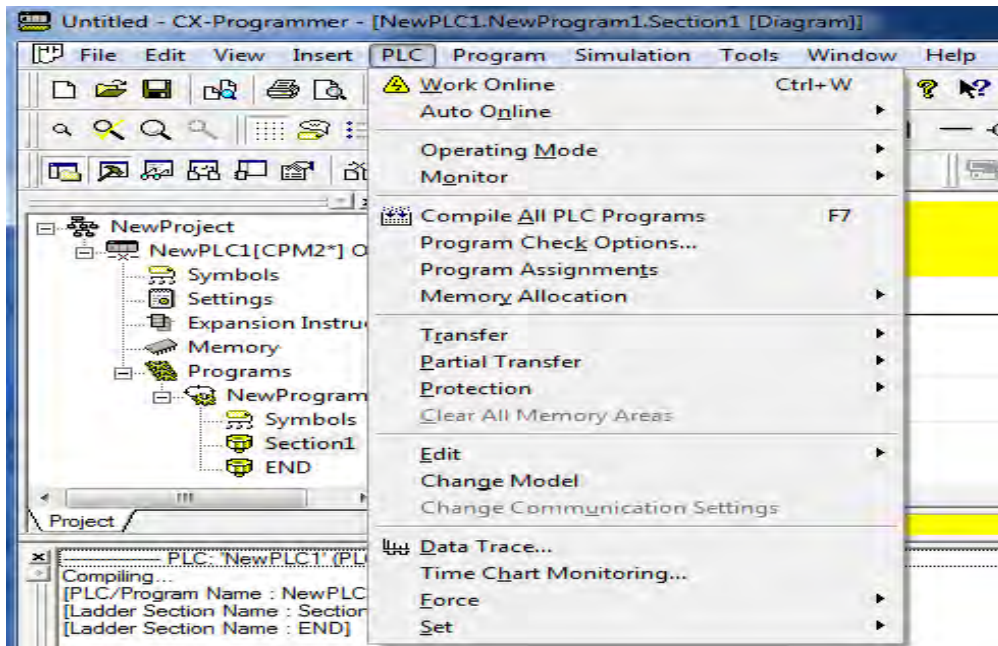 Untitled - CX-Programmer - [NewPLC1.NewProgram1.Section1 [Diagram]]
File Edit View Insert PLC Program Simulation Tools Window Help
Work Online Ctrl+W
Auto Online
Operating Mode
Monitor
Compile All PLC Programs F7
Program Check Options...
Program Assignments
Memory Allocation
Transfer
Partial Transfer
Protection
Clear All Memory Areas
Edit
Change Model
Change Communication Settings
Data Trace...
Time Chart Monitoring...
Force
Set
NewProject
NewPLC1[CPM2*] O
Symbols
Settings
Expansion Instru
Memory
Programs
NewProgram
Symbols
Section1
END
Project
PLC: 'NewPLC1' (PL
Compiling...
[PLC/Program Name : NewPLC
[Ladder Section Name : Section
[Ladder Section Name : END]